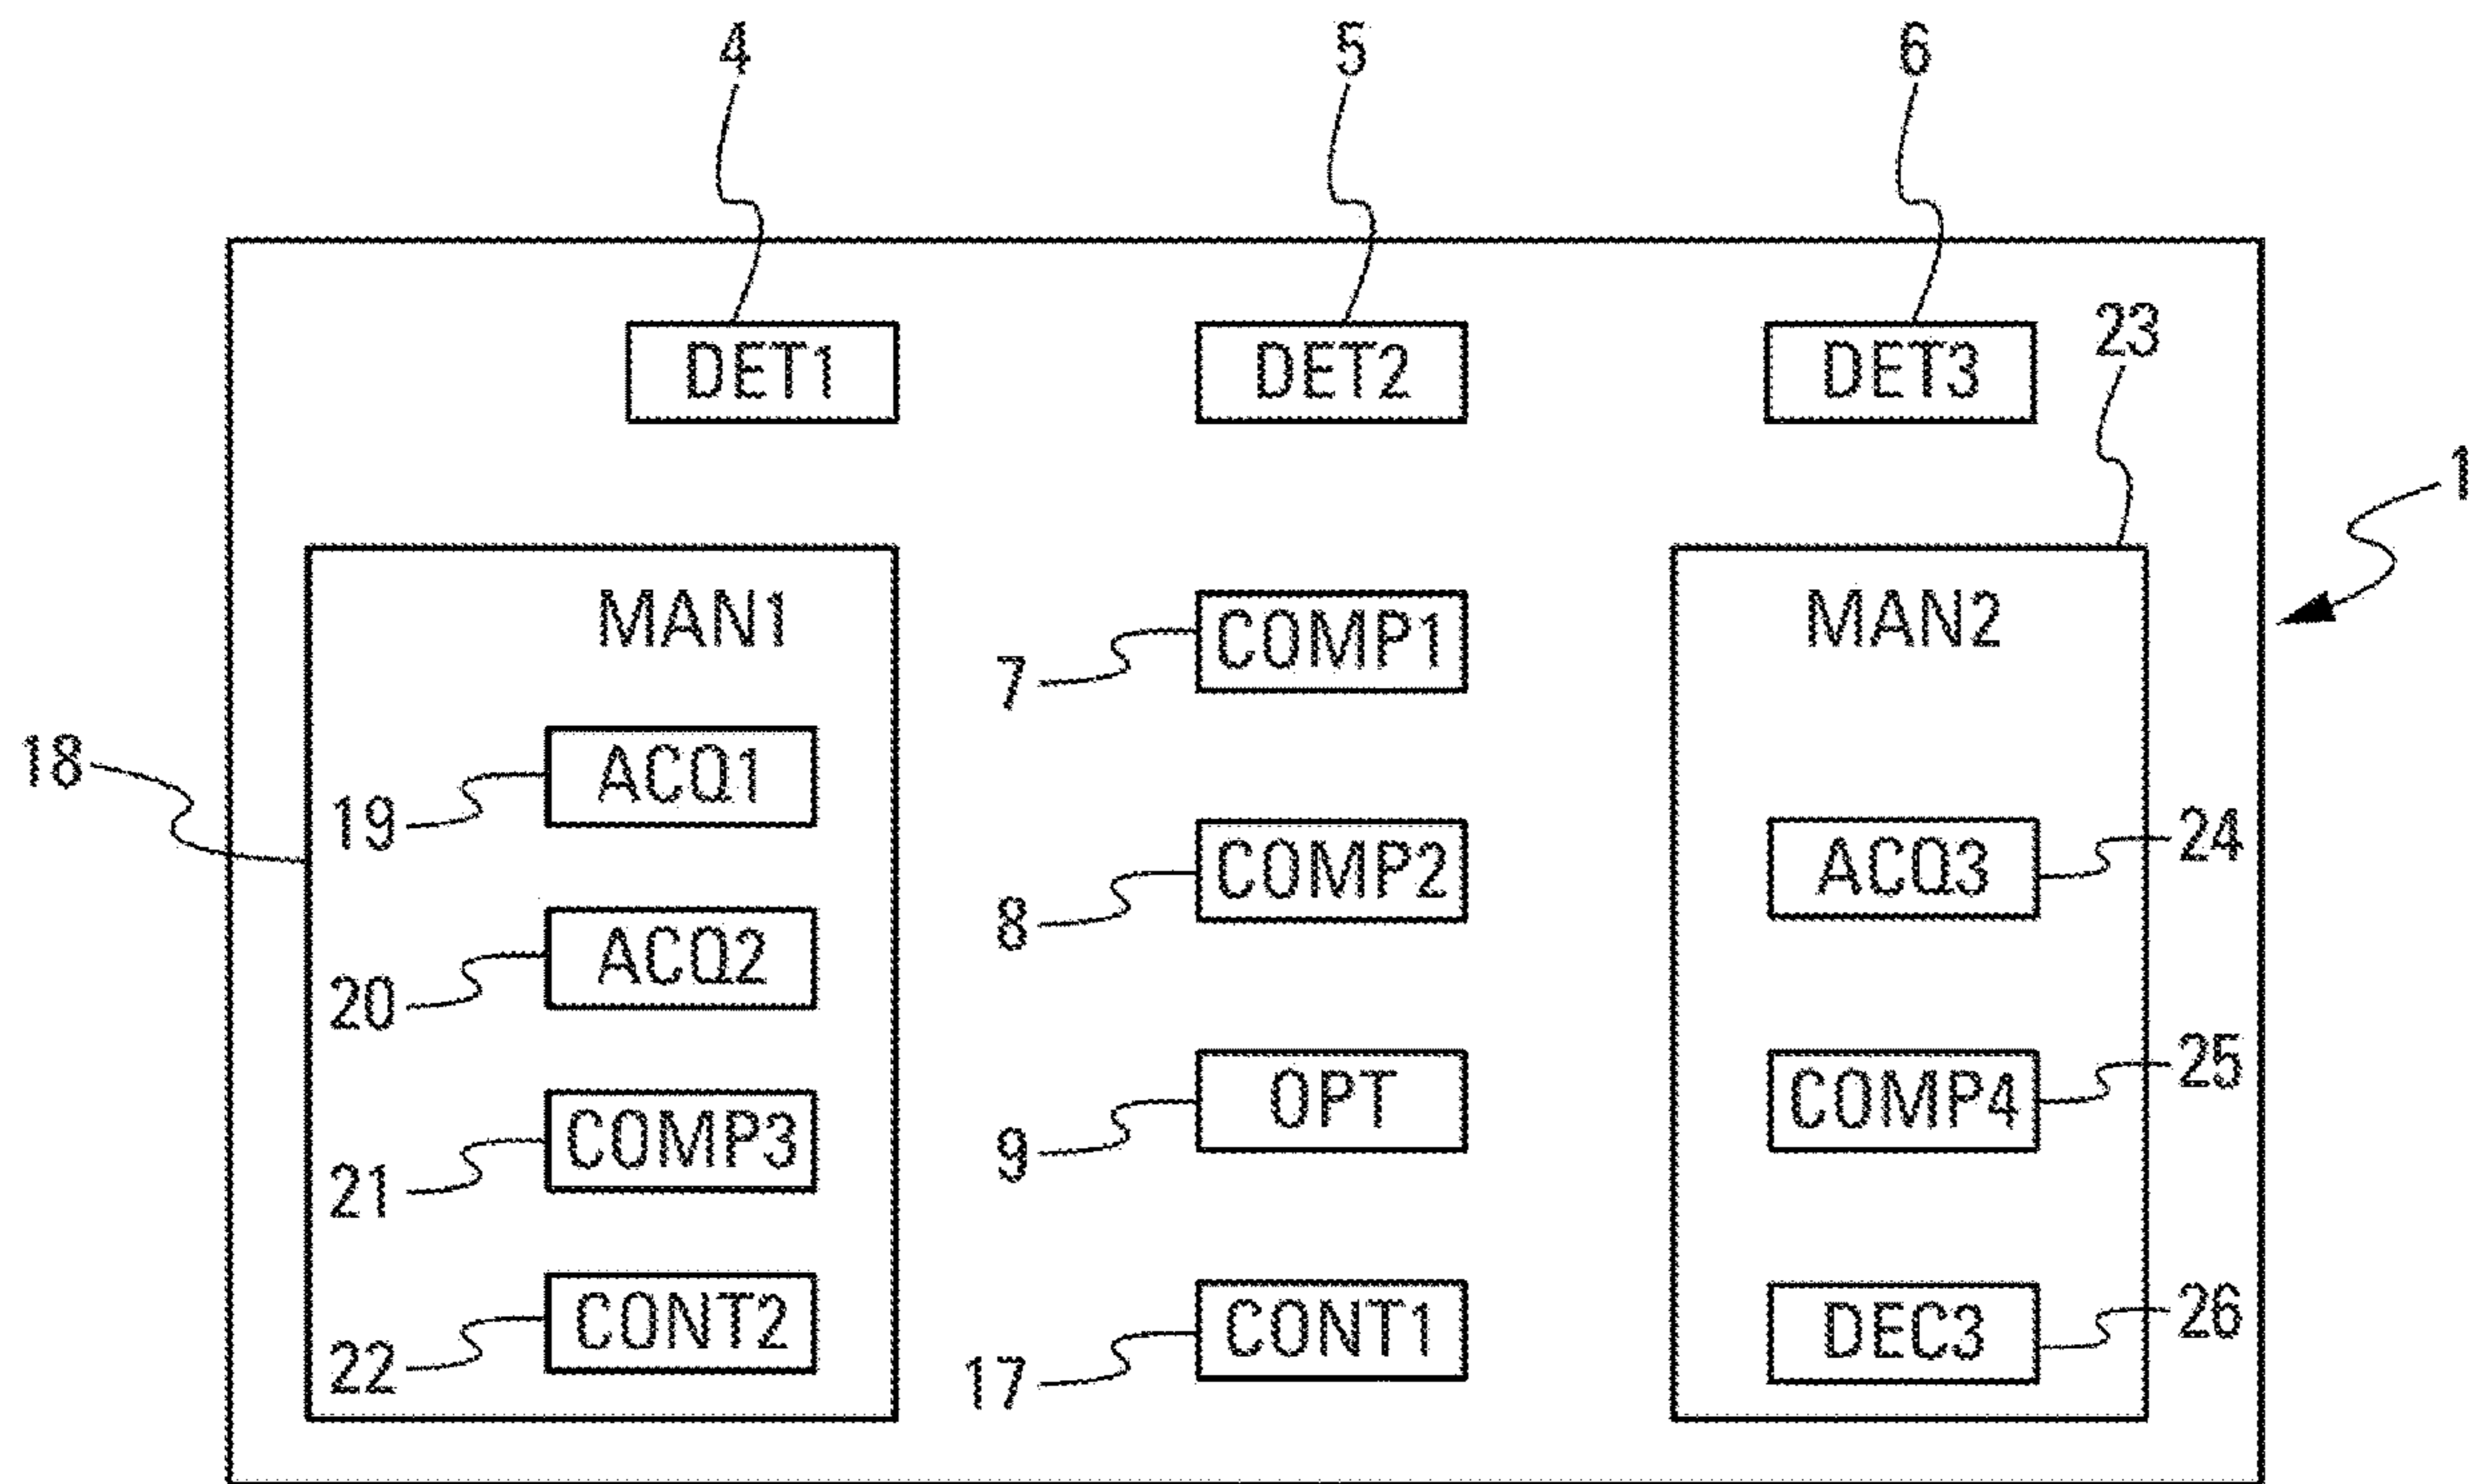 4 5 6
DET1 DET2 DET3
23
1
MAN1 COMP1 MAN2
7
18 ACQ1
19
COMP2 ACQ3 24
8
ACQ2
20
OPT COMP4 25
9
COMP3
21
CONT2 CONT1 DEC3 26
22 17